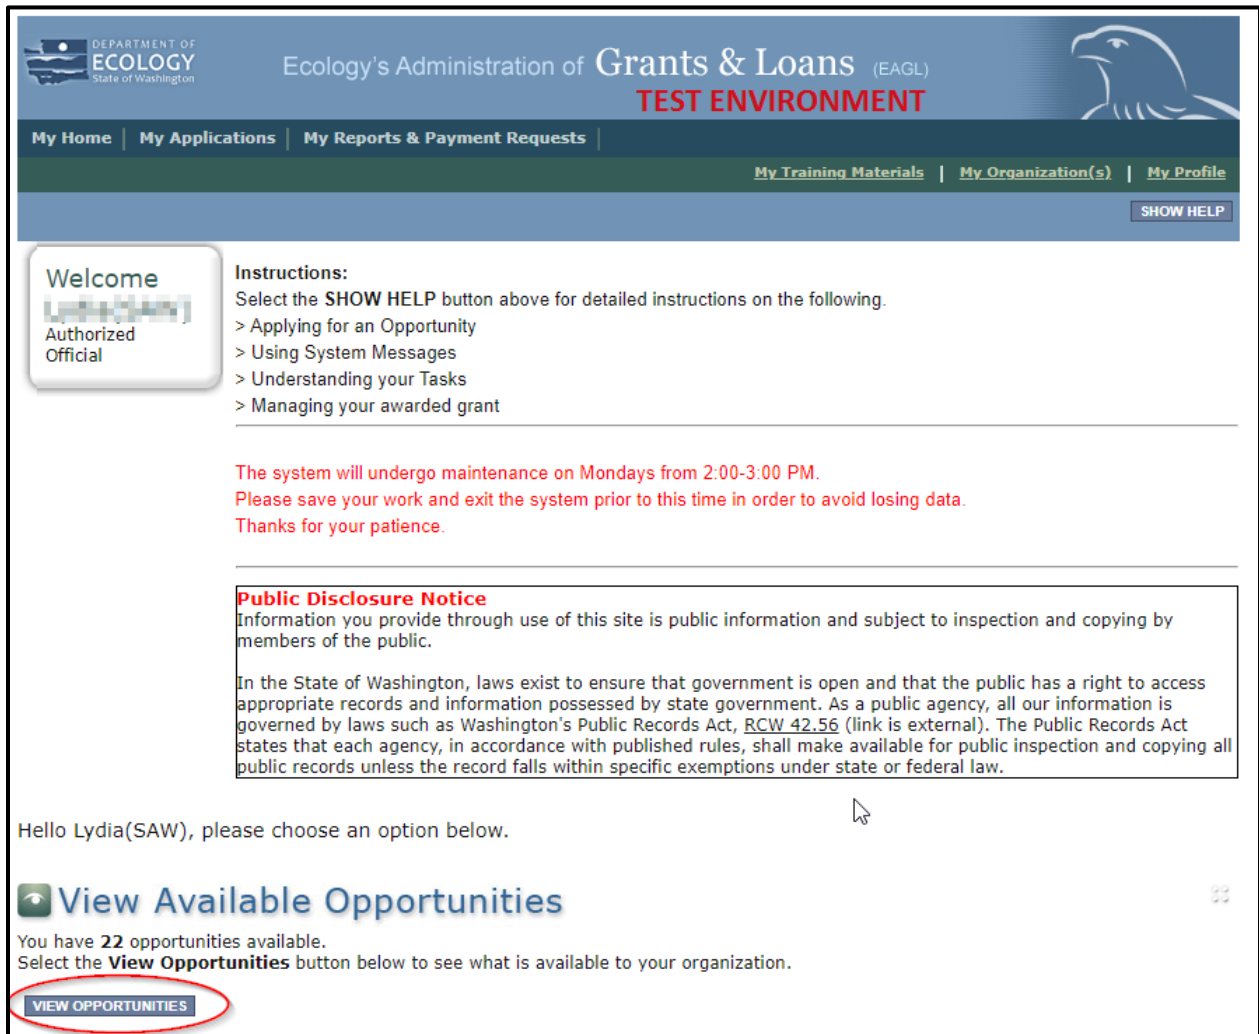 DEPARTMENT OF
ECOLOGY
State of Washington
Ecology's Administration of Grants & Loans (EAGL)
TEST ENVIRONMENT
My Home | My Applications | My Reports & Payment Requests |
My Training Materials | My Organization(s) | My Profile
SHOW HELP
Welcome
Authorized
Official
Instructions:
Select the SHOW HELP button above for detailed instructions on the following.
> Applying for an Opportunity
> Using System Messages
> Understanding your Tasks
> Managing your awarded grant
The system will undergo maintenance on Mondays from 2:00-3:00 PM.
Please save your work and exit the system prior to this time in order to avoid losing data.
Thanks for your patience.
Public Disclosure Notice
Information you provide through use of this site is public information and subject to inspection and copying by
members of the public.
In the State of Washington, laws exist to ensure that government is open and that the public has a right to access
appropriate records and information possessed by state government. As a public agency, all our information is
governed by laws such as Washington's Public Records Act, RCW 42.56 (link is external). The Public Records Act
states that each agency, in accordance with published rules, shall make available for public inspection and copying all
public records unless the record falls within specific exemptions under state or federal law.
Hello Lydia(SAW), please choose an option below.
View Available Opportunities
You have 22 opportunities available.
Select the View Opportunities button below to see what is available to your organization.
VIEW OPPORTUNITIES